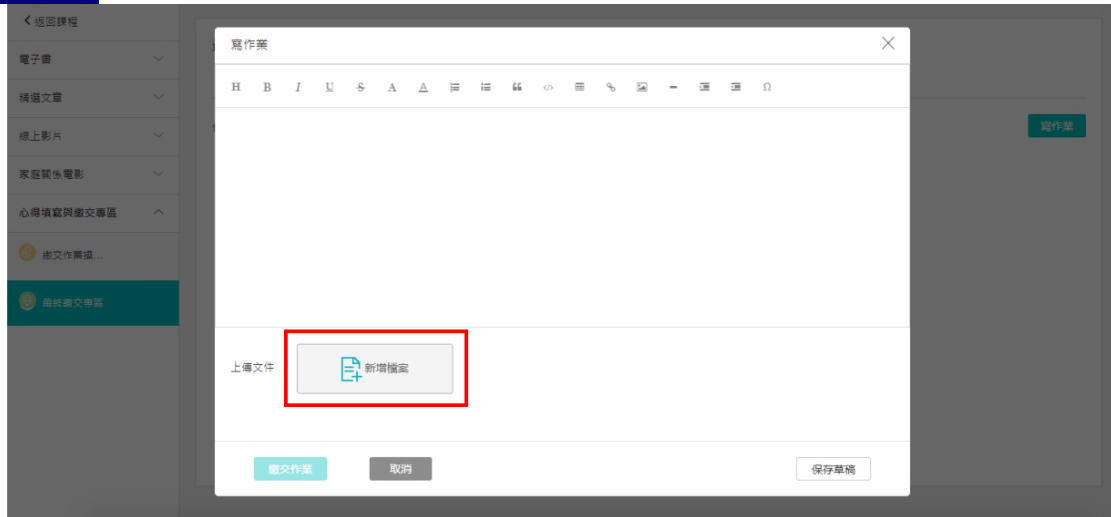 返回課程
電子書
精選文章
線上影片
家庭關係電影
心得填寫與繳交專區
繳交作業區...
最終繳交專區
寫作業
寫作業
H B I U S A A
Ω
上傳文件
新增檔案
繳交作業
取消
保存草稿